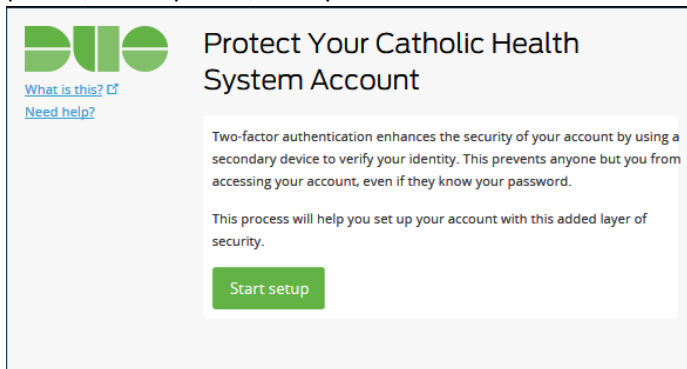 DUO
Protect Your Catholic Health
System Account
What is this?
Need help?
Two-factor authentication enhances the security of your account by using a
secondary device to verify your identity. This prevents anyone but you from
accessing your account, even if they know your password.
This process will help you set up your account with this added layer of
security.
Start setup